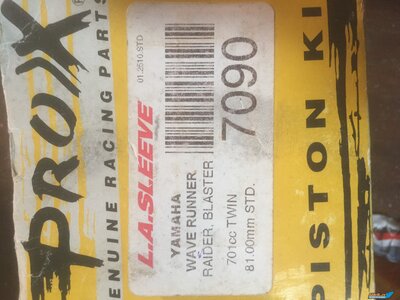 PROX
®
ENUINE RACING PARTS
L.A.SLEEVE
01.2510.STD
YAMAHA
WAVE RUNNER,
RAIDER, BLASTER
701cc TWIN
81.00mm STD.
7090
PISTON KI